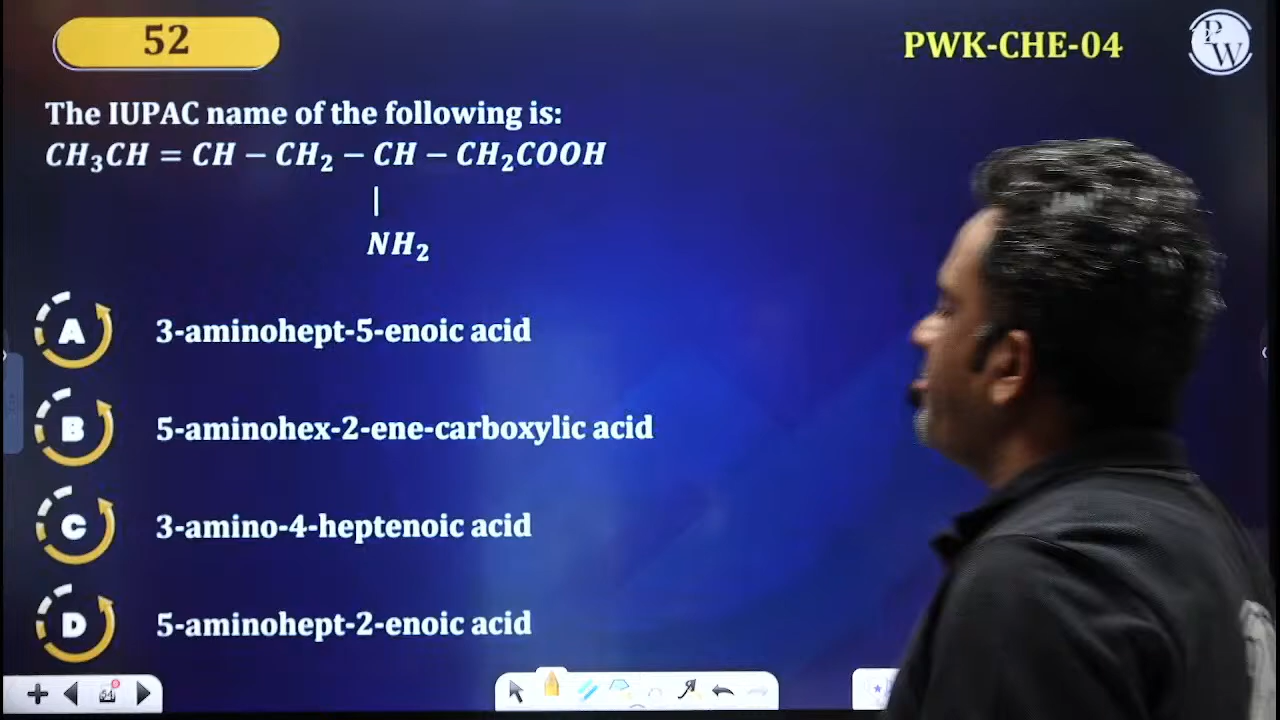 52
PWK-CHE-04
PW
The IUPAC name of the following is:
CH₃CH = CH – CH₂ – CH – CH₂COOH
|
NH₂
A 3-aminohept-5-enoic acid
B 5-aminohex-2-ene-carboxylic acid
C 3-amino-4-heptenoic acid
D 5-aminohept-2-enoic acid